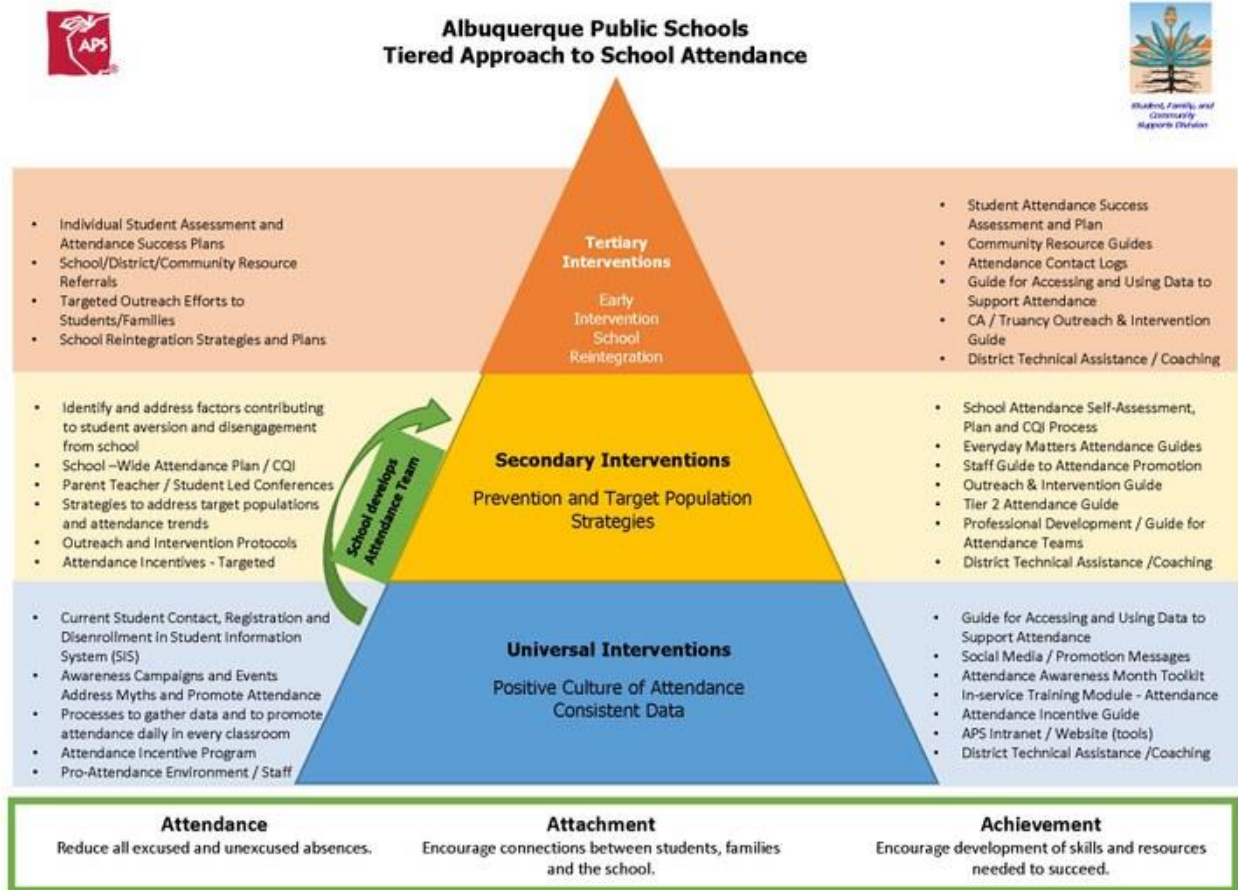 APS
Albuquerque Public Schools
Tiered Approach to School Attendance
Student, Family, and
Community
Supports Division
• Individual Student Assessment and
Attendance Success Plans
• School/District/Community Resource
Referrals
• Targeted Outreach Efforts to
Students/Families
• School Reintegration Strategies and Plans
Tertiary
Interventions
Early
Intervention
School
Reintegration
• Student Attendance Success
Assessment and Plan
• Community Resource Guides
• Attendance Contact Logs
• Guide for Accessing and Using Data to
Support Attendance
• CA / Truancy Outreach & Intervention
Guide
• District Technical Assistance / Coaching
• Identify and address factors contributing
to student aversion and disengagement
from school
• School –Wide Attendance Plan / CQI
• Parent Teacher / Student Led Conferences
• Strategies to address target populations
and attendance trends
• Outreach and Intervention Protocols
• Attendance Incentives - Targeted
School develops
Attendance Team
Secondary Interventions
Prevention and Target Population
Strategies
• School Attendance Self-Assessment,
Plan and CQI Process
• Everyday Matters Attendance Guides
• Staff Guide to Attendance Promotion
• Outreach & Intervention Guide
• Tier 2 Attendance Guide
• Professional Development / Guide for
Attendance Teams
• District Technical Assistance /Coaching
• Current Student Contact, Registration and
Disenrollment in Student Information
System (SIS)
• Awareness Campaigns and Events
Address Myths and Promote Attendance
• Processes to gather data and to promote
attendance daily in every classroom
• Attendance Incentive Program
• Pro-Attendance Environment / Staff
Universal Interventions
Positive Culture of Attendance
Consistent Data
• Guide for Accessing and Using Data to
Support Attendance
• Social Media / Promotion Messages
• Attendance Awareness Month Toolkit
• In-service Training Module - Attendance
• Attendance Incentive Guide
• APS Intranet / Website (tools)
• District Technical Assistance /Coaching
Attendance
Reduce all excused and unexcused absences.
Attachment
Encourage connections between students, families
and the school.
Achievement
Encourage development of skills and resources
needed to succeed.